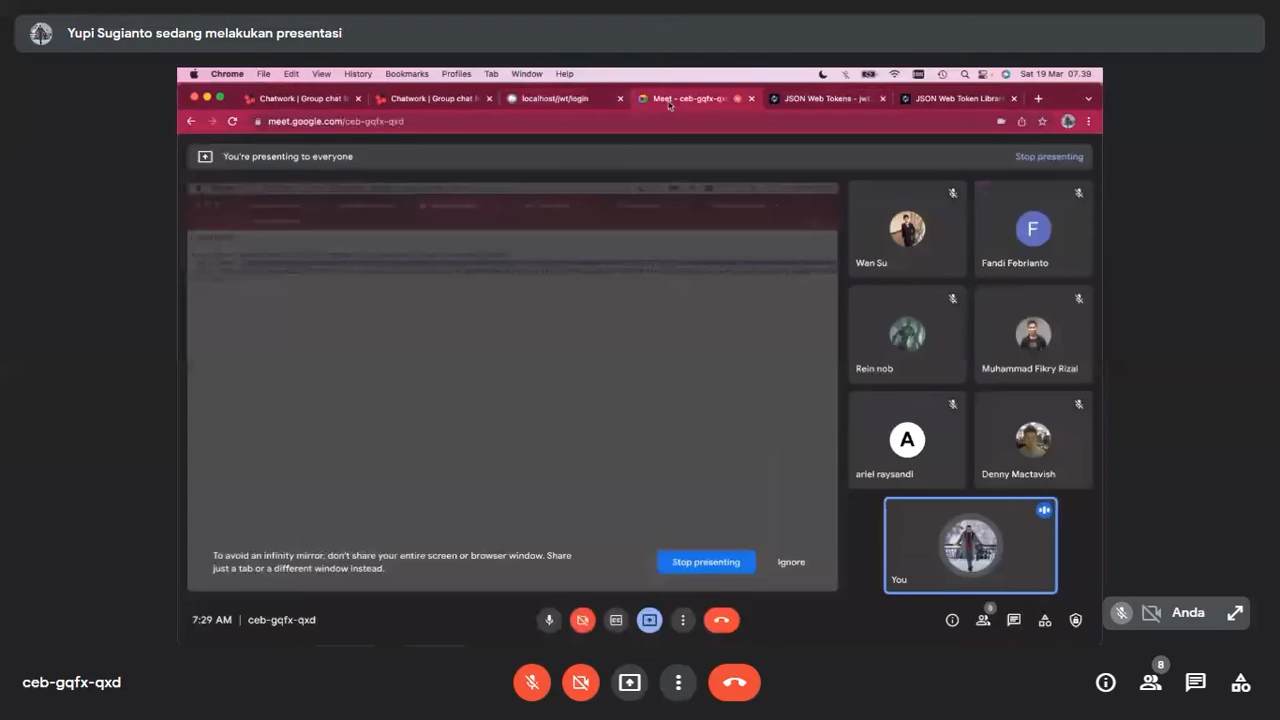 Yupi Sugianto sedang melakukan presentasi
Chrome File Edit View History Bookmarks Profiles Tab Window Help Sat 19 Mar 07.39
Chatwork | Group chat f Chatwork | Group chat f localhost/jwt/login Meet - ceb-gqfx-qx JSON Web Tokens - jwt. JSON Web Token Librar
meet.google.com/ceb-gqfx-qxd
You're presenting to everyone Stop presenting
Wan Su Fandi Febrianto
F
Rein nob Muhammad Fikry Rizal
A
ariel raysandi Denny Mactavish
To avoid an infinity mirror, don't share your entire screen or browser window. Share
just a tab or a different window instead.
Stop presenting Ignore
You
7:29 AM | ceb-gqfx-qxd
8
Anda
ceb-gqfx-qxd
8